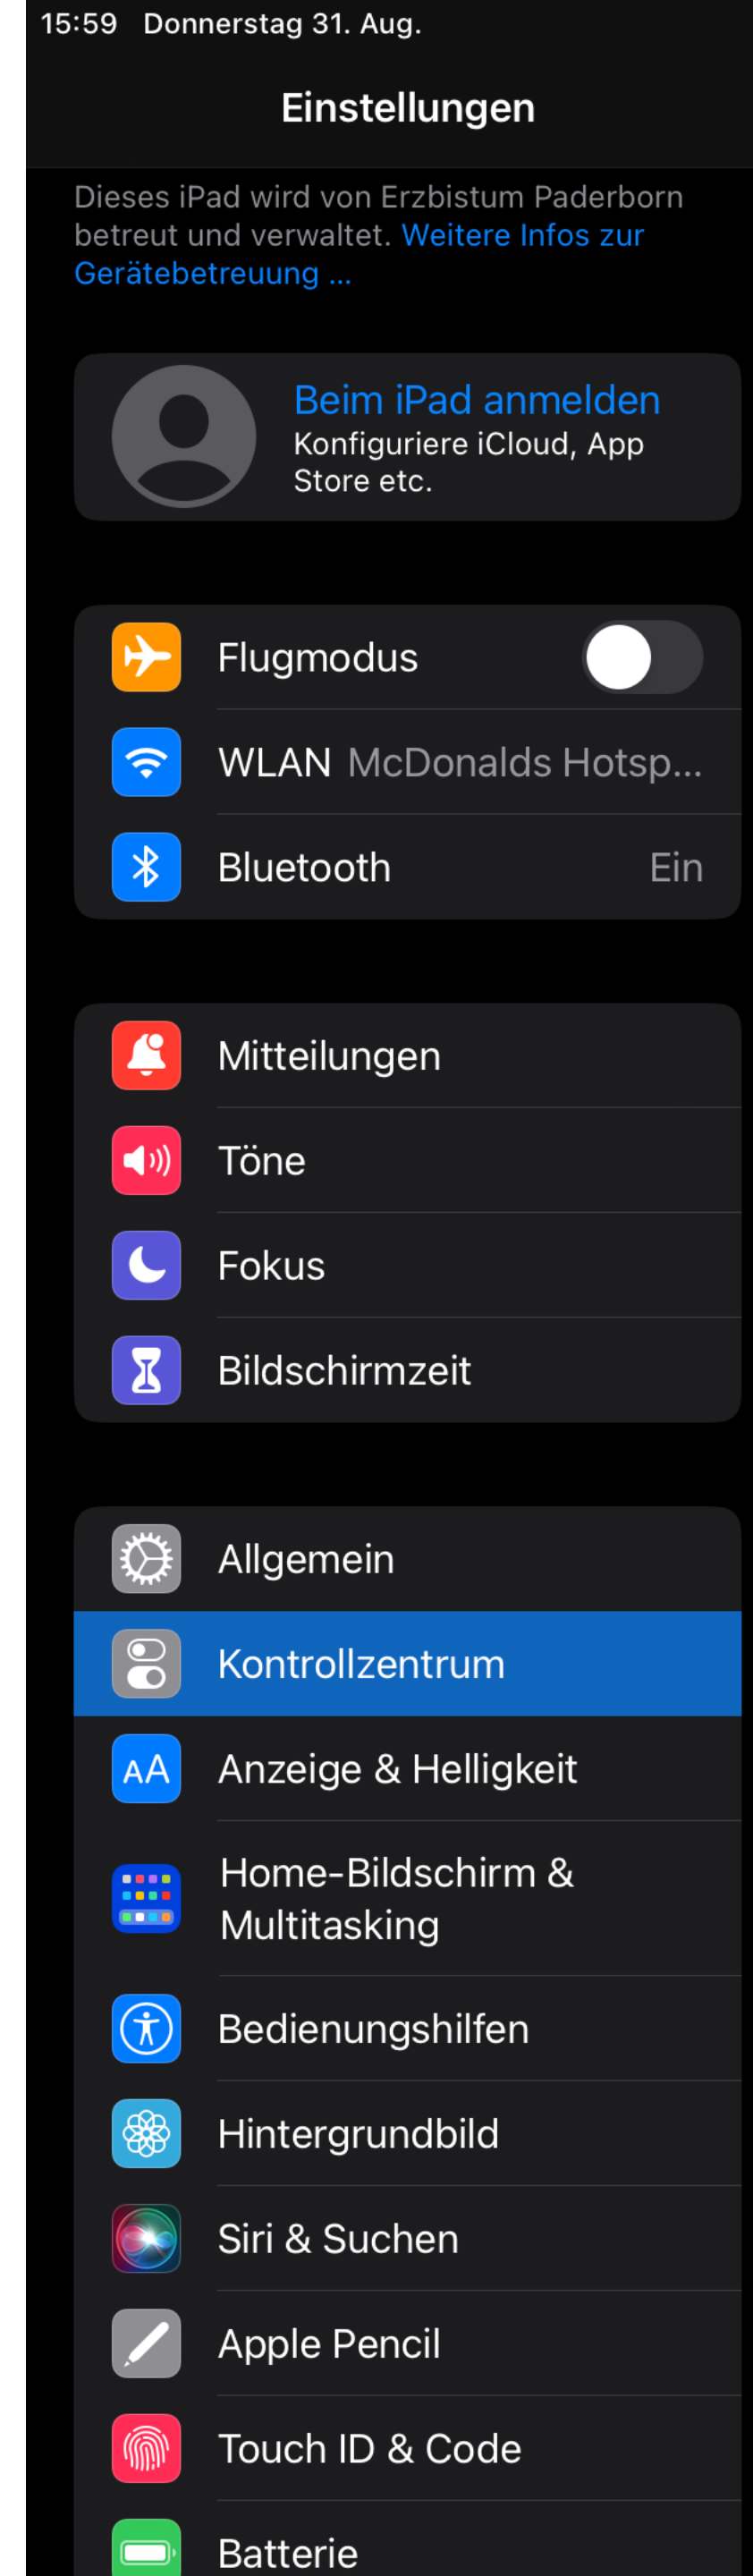 15:59 Donnerstag 31. Aug.
Einstellungen
Dieses iPad wird von Erzbistum Paderborn
betreut und verwaltet. Weitere Infos zur
Gerätebetreuung ...
Beim iPad anmelden
Konfiguriere iCloud, App
Store etc.
Flugmodus
WLAN McDonalds Hotsp...
Bluetooth Ein
Mitteilungen
Töne
Fokus
Bildschirmzeit
Allgemein
Kontrollzentrum
AA Anzeige & Helligkeit
Home-Bildschirm &
Multitasking
Bedienungshilfen
Hintergrundbild
Siri & Suchen
Apple Pencil
Touch ID & Code
Batterie